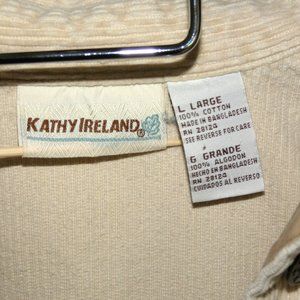 KATHY IRELAND®
L LARGE
100% COTTON
MADE IN BANGLADESH
RN 28124
SEE REVERSE FOR CARE
G GRANDE
100% ALGODON
HECHO EN BANGLADESH
RN 28124
CUIDADOS AL REVERSO